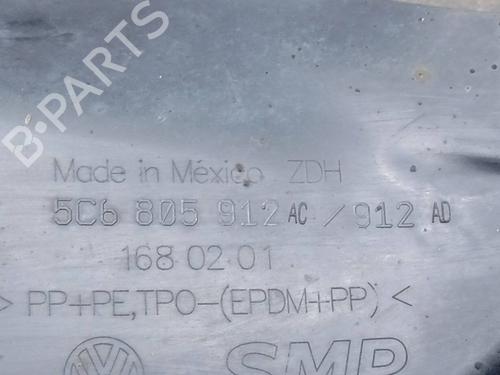 B-PARTS
Made in México ZDH
5C6 805 912 AC / 912 AD
168 02 01
> PP+PE,TPO-(EPDM+PP) <
SMP